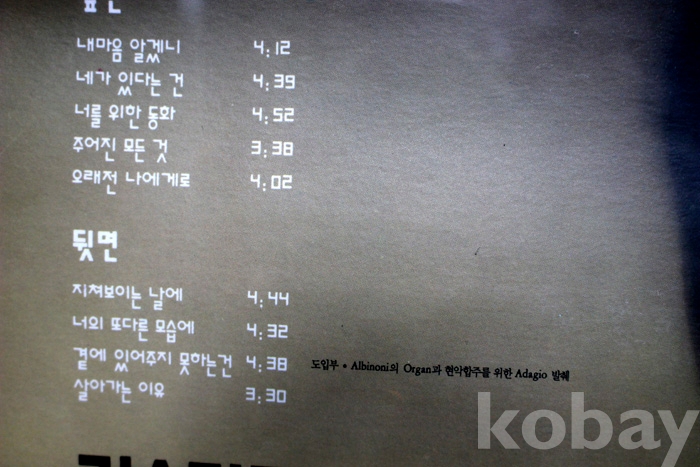 내마음 알겠니 4:12
네가 있다는 건 4:39
너를 위한 동화 4:52
주어진 모든 것 3:38
오래전 나에게로 4:02
뒷면
지쳐보이는 날에 4:44
너의 또다른 모습에 4:32
곁에 있어주지 못하는건 4:38 도입부 • Albinoni의 Organ과 현악합주를 위한 Adagio 발췌
살아가는 이유 3:30
kobay